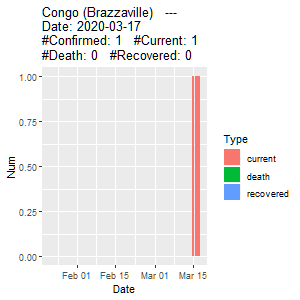 Congo (Brazzaville)   ---
Date: 2020-03-17
#Confirmed: 1   #Current: 1
#Death: 0   #Recovered: 0
1.00
0.75
0.50
0.25
0.00
Num
Feb 01
Feb 15
Mar 01
Mar 15
Date
Type
current
death
recovered